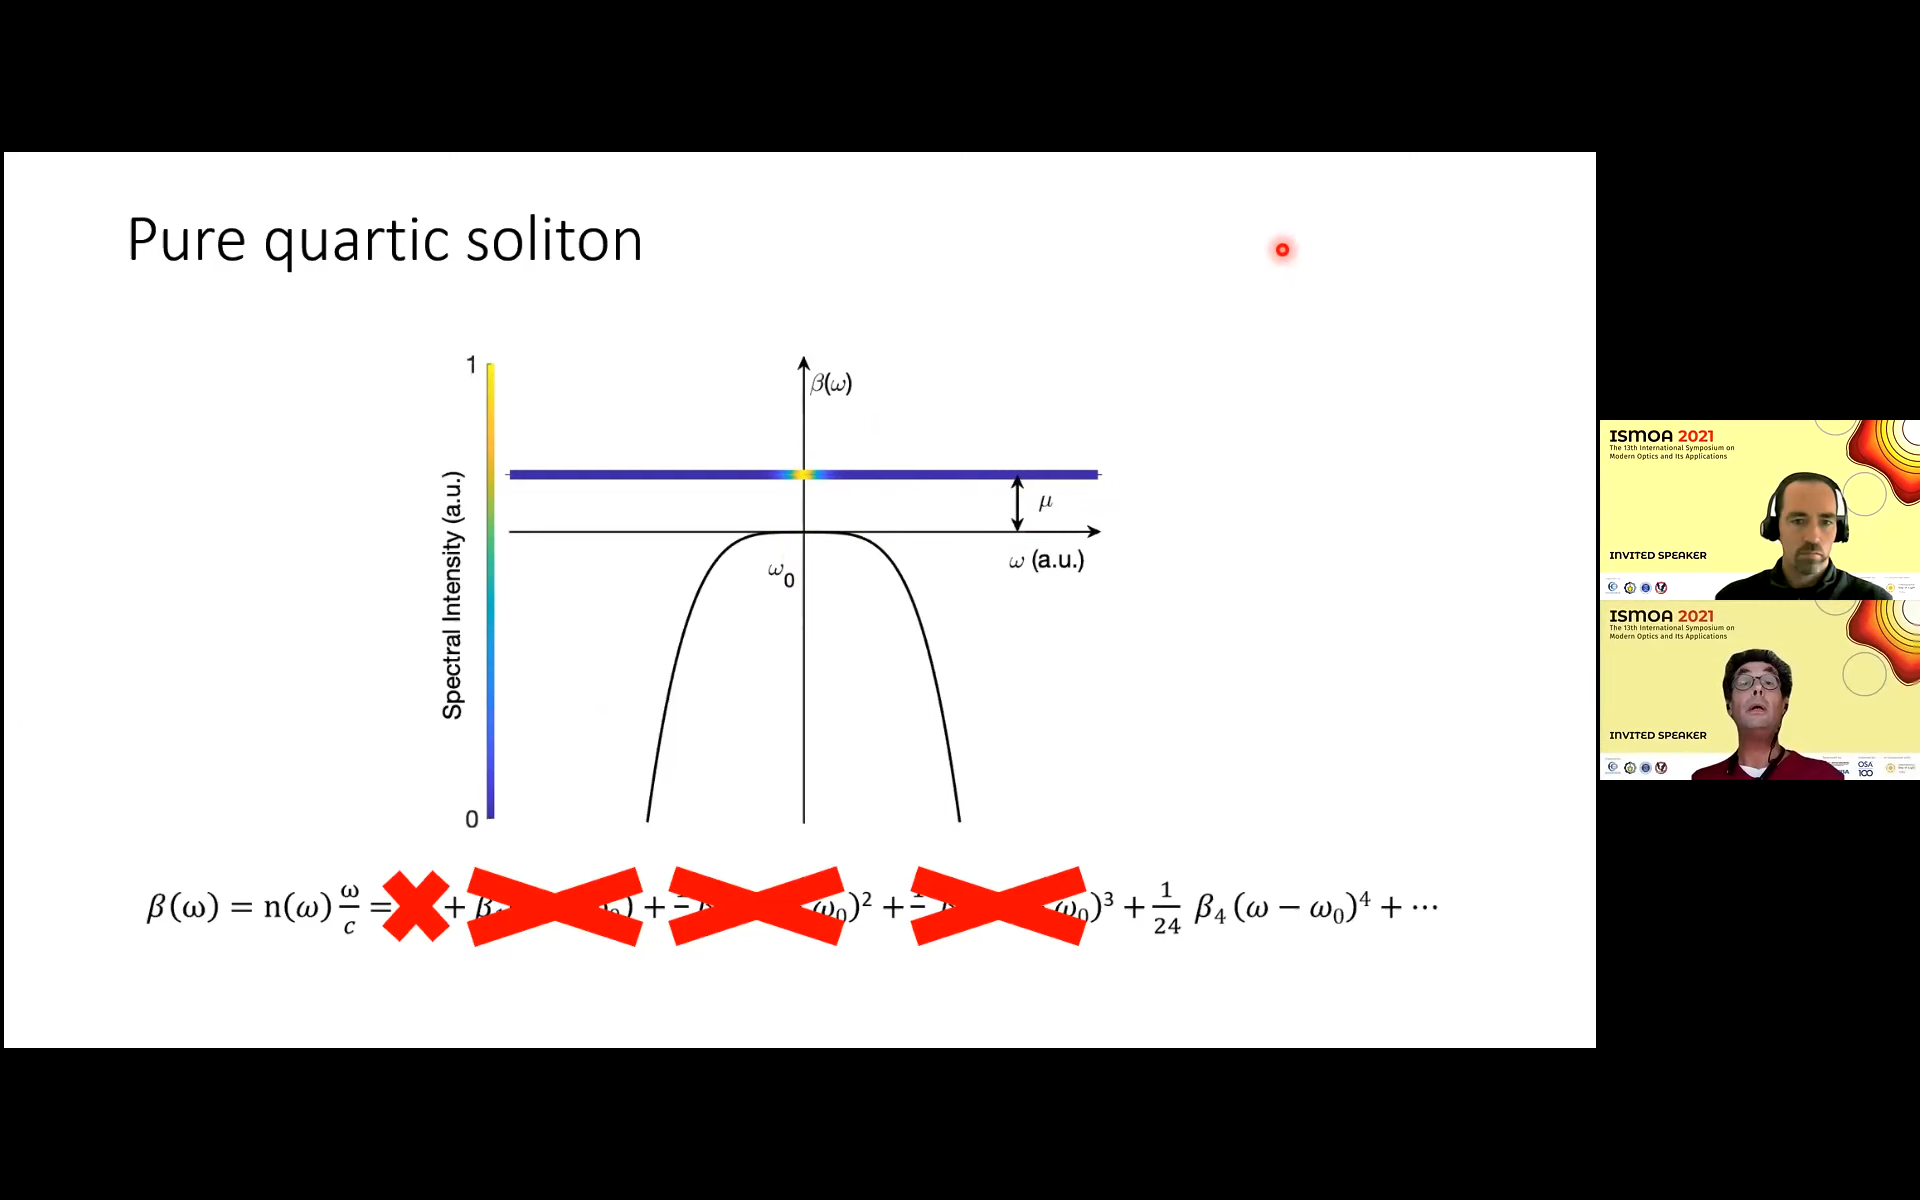 Pure quartic soliton
1
β(ω)
Spectral Intensity (a.u.)
μ
ω (a.u.)
ω₀
0
β(ω) = n(ω) ω/c = + β + ω₀)² + ω₀)³ + 1/24 β₄ (ω − ω₀)⁴ + ⋯
ISMOA 2021
The 13th International Symposium on
Modern Optics and Its Applications
INVITED SPEAKER
ISMOA 2021
The 13th International Symposium on
Modern Optics and Its Applications
INVITED SPEAKER
OSA
100